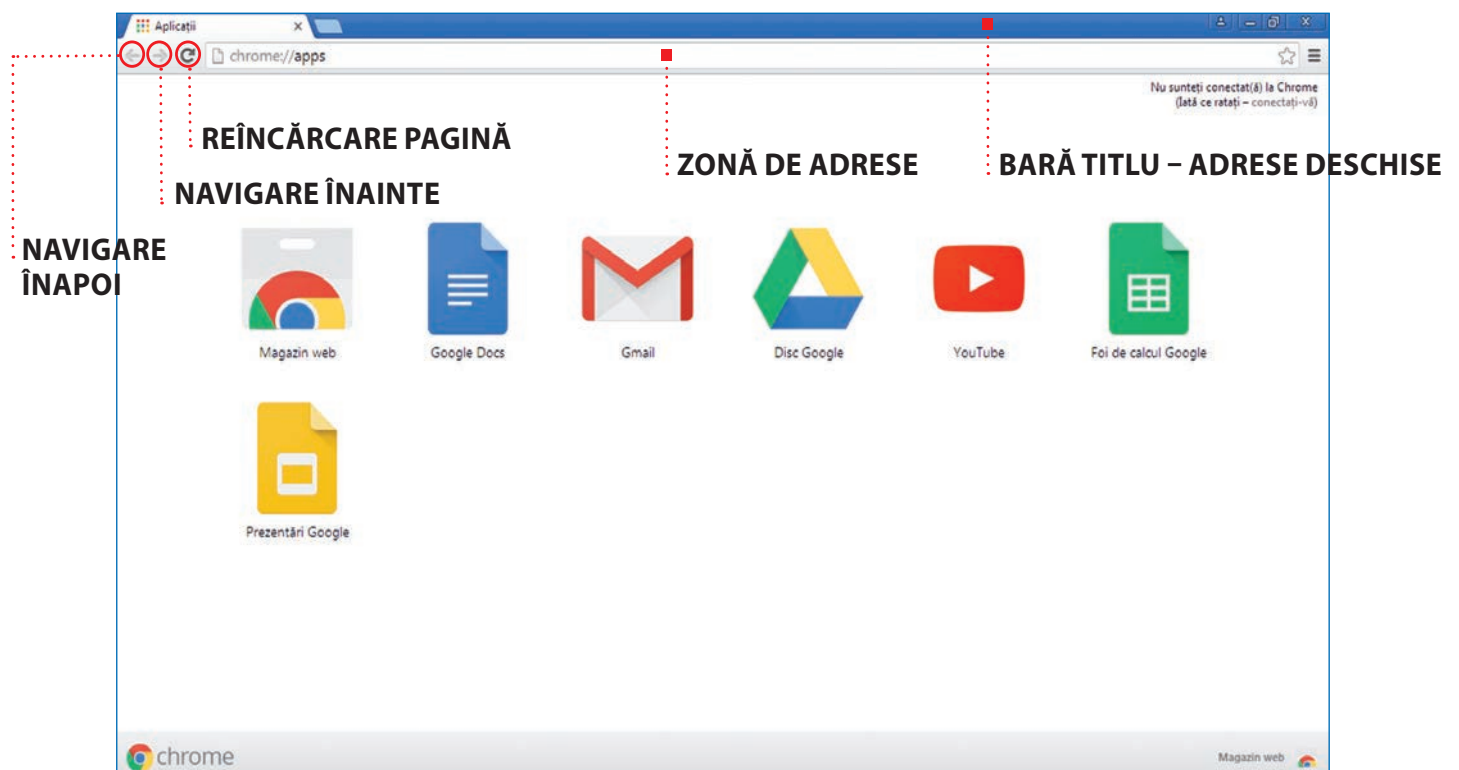 Aplicații
chrome://apps
Nu sunteți conectat(ă) la Chrome
(Iată ce ratați – conectați-vă)
REÎNCĂRCARE PAGINĂ
ZONĂ DE ADRESE
BARĂ TITLU – ADRESE DESCHISE
NAVIGARE ÎNAINTE
NAVIGARE
ÎNAPOI
Magazin web
Google Docs
Gmail
Disc Google
YouTube
Foi de calcul Google
Prezentări Google
chrome
Magazin web